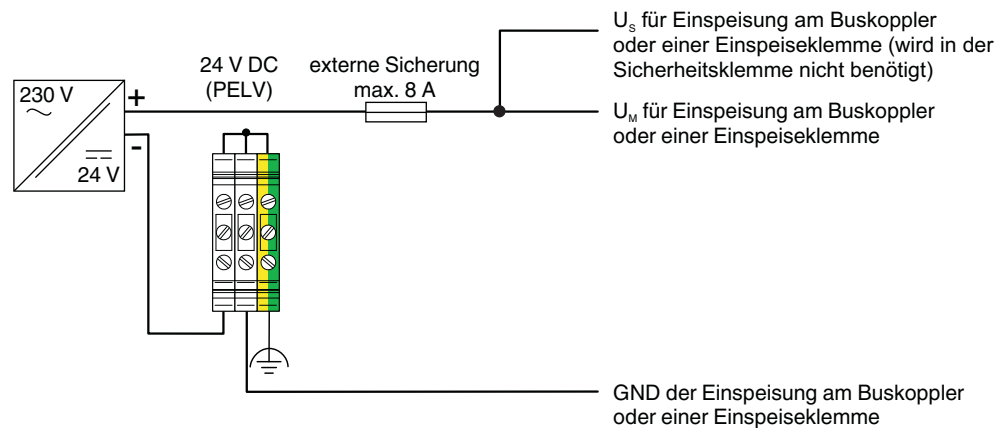 U_S für Einspeisung am Buskoppler
oder einer Einspeiseklemme (wird in der
Sicherheitsklemme nicht benötigt)
24 V DC
(PELV)
externe Sicherung
max. 8 A
230 V
+
-
24 V
U_M für Einspeisung am Buskoppler
oder einer Einspeiseklemme
GND der Einspeisung am Buskoppler
oder einer Einspeiseklemme